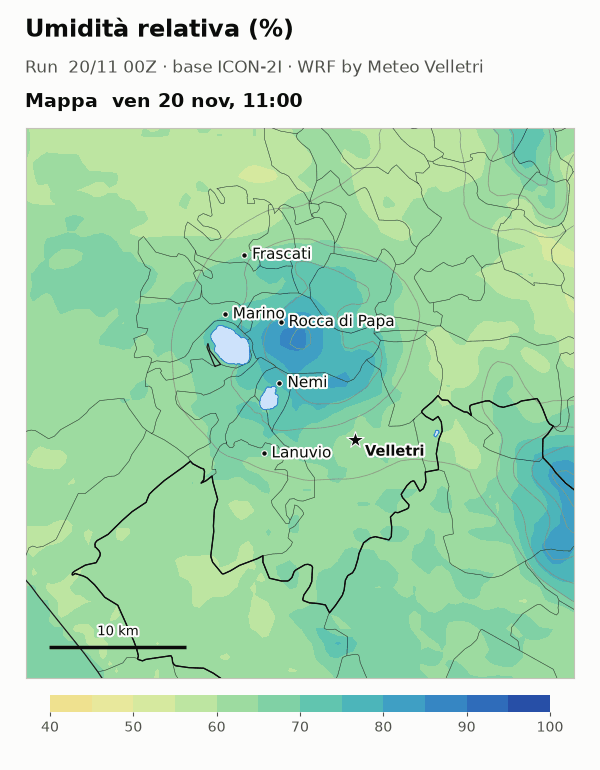 Umidità relativa (%)
Run  20/11 00Z · base ICON-2I · WRF by Meteo Velletri
Mappa  ven 20 nov, 11:00
Frascati
Marino
Rocca di Papa
Nemi
Velletri
Lanuvio
10 km
40 50 60 70 80 90 100